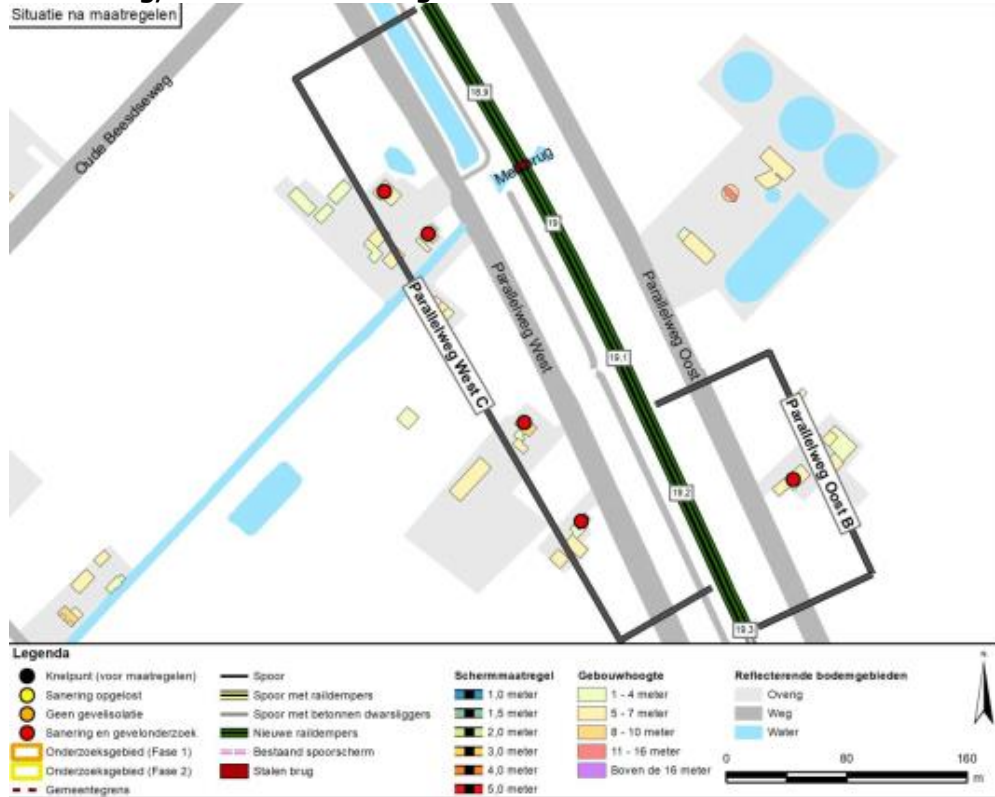 Situatie na maatregelen
Oude Beesdseweg
18.9
Merkbrug
19
Parallelweg West
Parallelweg Oost
Parallelweg West C
19.1
Parallelweg Oost B
19.2
19.3
Legenda
Knelpunt (voor maatregelen)
Sanering opgelost
Geen gevelisolatie
Sanering en gevelonderzoek
Onderzoeksgebied (Fase 1)
Onderzoeksgebied (Fase 2)
Gemeentegrens
Spoor
Spoor met raildempers
Spoor met betonnen dwarsliggers
Nieuwe raildempers
Bestaand spoorscherm
Stalen brug
Schermmaatregel
1,0 meter
1,5 meter
2,0 meter
3,0 meter
4,0 meter
5,0 meter
Gebouwhoogte
1 - 4 meter
5 - 7 meter
8 - 10 meter
11 - 16 meter
Boven de 16 meter
Reflecterende bodemgebieden
Overig
Weg
Water
N
0 80 160
m